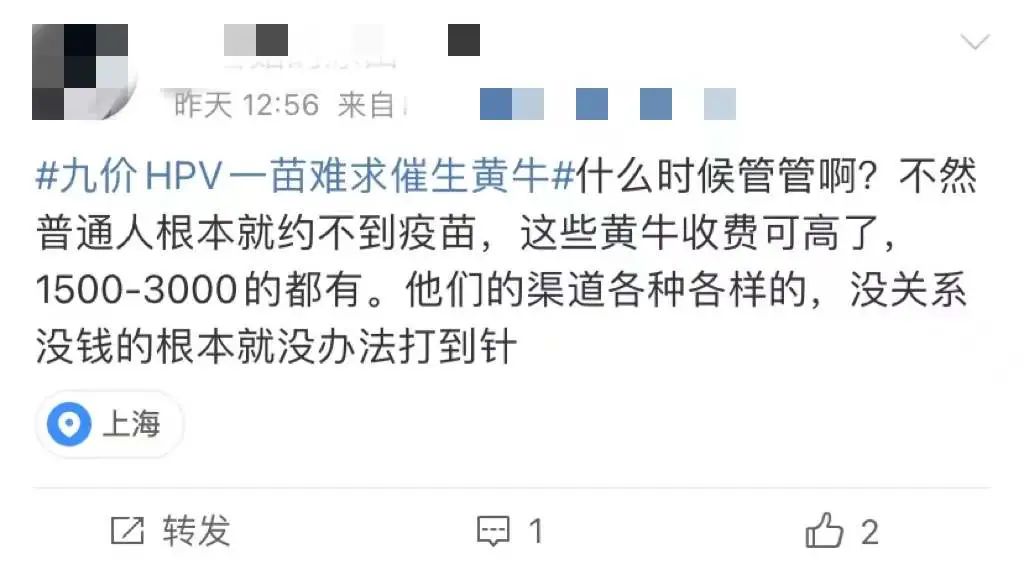 昨天 12:56 来自
#九价HPV一苗难求催生黄牛#什么时候管管啊？不然
普通人根本就约不到疫苗，这些黄牛收费可高了，
1500-3000的都有。他们的渠道各种各样的，没关系
没钱的根本就没办法打到针
上海
转发 1 2